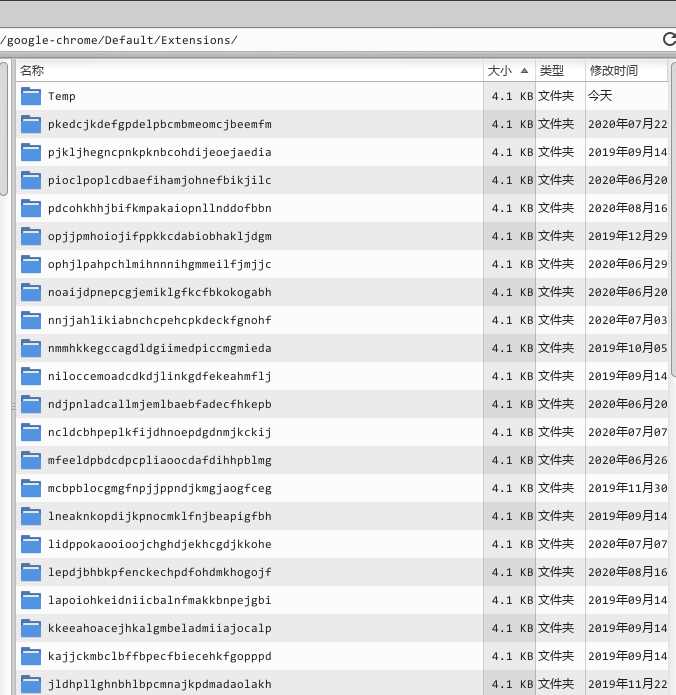 /google-chrome/Default/Extensions/
名称 大小 类型 修改时间
Temp 4.1 KB 文件夹 今天
pkedcjkdefgpdelpbcmbmeomcjbeemfm 4.1 KB 文件夹 2020年07月22
pjkljhegncpnkpknbcohdijeoejaedia 4.1 KB 文件夹 2019年09月14
pioclpoplcdbaefihamjohnefbikjilc 4.1 KB 文件夹 2020年06月20
pdcohkhhjbifkmpakaiopnllnddofbbn 4.1 KB 文件夹 2020年08月16
opjjpmhoiojifppkkcdabiobhakljdgm 4.1 KB 文件夹 2019年12月29
ophjlpahpchlmihnnnihgmmeilfjmjjc 4.1 KB 文件夹 2020年06月29
noaijdpnepcgjemiklgfkcfbkokogabh 4.1 KB 文件夹 2020年06月20
nnjjahlikiabnchcpehcpkdeckfgnohf 4.1 KB 文件夹 2020年07月03
nmmhkkegccagdldgiimedpiccmgmieda 4.1 KB 文件夹 2019年10月05
niloccemoadcdkdjlinkgdfekeahmflj 4.1 KB 文件夹 2019年09月14
ndjpnladcallmjemlbaebfadecfhkepb 4.1 KB 文件夹 2020年06月20
ncldcbhpeplkfijdhnoepdgdnmjkckij 4.1 KB 文件夹 2020年07月07
mfeeldpbdcdpcpliaoocdafdihhpblmg 4.1 KB 文件夹 2020年06月26
mcbpblocgmgfnpjjppndjkmgjaogfceg 4.1 KB 文件夹 2019年11月30
lneaknkopdijkpnocmklfnjbeapigfbh 4.1 KB 文件夹 2019年09月14
lidppokaooioojchghdjekhcgdjkkohe 4.1 KB 文件夹 2020年07月07
lepdjbhbkpfenckechpdfohdmkhogojf 4.1 KB 文件夹 2020年08月16
lapoiohkeidniicbalnfmakkbnpejgbi 4.1 KB 文件夹 2019年09月14
kkeeahoacejhkalgmbeladmiiajocalp 4.1 KB 文件夹 2019年09月14
kajjckmbclbffbpecfbiecehkfgopppd 4.1 KB 文件夹 2019年09月14
jldhpllghnbhlbpcmnajkpdmadaolakh 4.1 KB 文件夹 2019年11月22